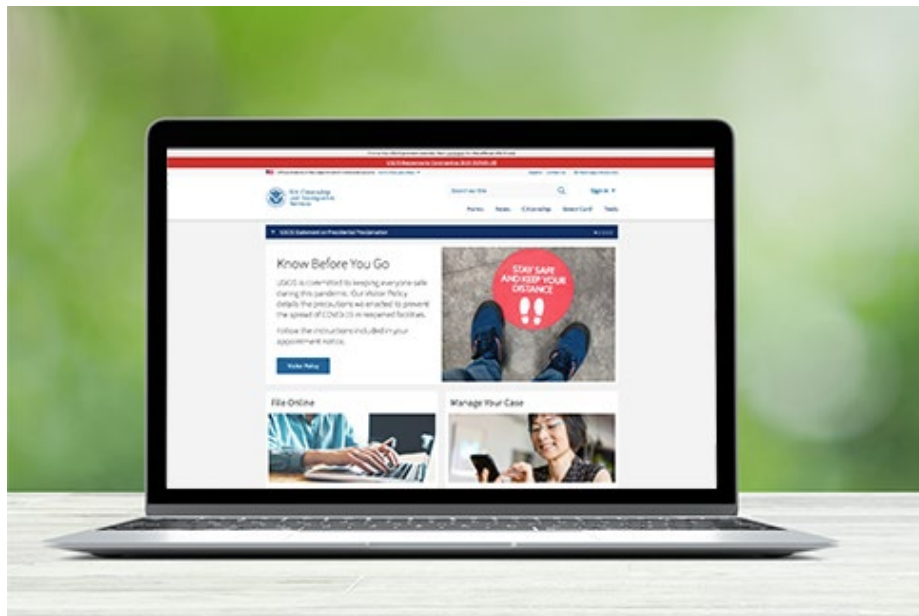 USCIS Response to Coronavirus 2019 (COVID-19)
U.S. Citizenship
and Immigration
Services
Search our Site
Sign In
Forms News Citizenship Green Card Tools
USCIS Statement on Presidential Proclamation
Know Before You Go
USCIS is committed to keeping everyone safe
during this pandemic. Our Visitor Policy
details the precautions we enacted to prevent
the spread of COVID-19 in reopened facilities.
Follow the instructions included in your
appointment notice.
Visitor Policy
STAY SAFE
AND KEEP YOUR
DISTANCE
File Online
Manage Your Case